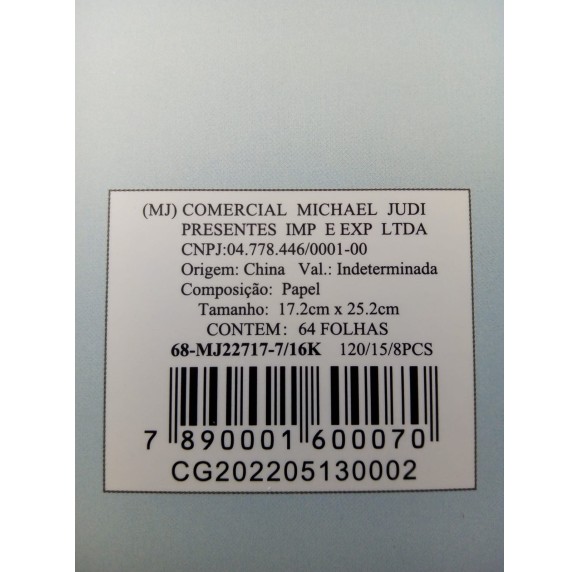 (MJ) COMERCIAL MICHAEL JUDI
PRESENTES IMP E EXP LTDA
CNPJ:04.778.446/0001-00
Origem: China Val.: Indeterminada
Composição: Papel
Tamanho: 17.2cm x 25.2cm
CONTEM: 64 FOLHAS
68-MJ22717-7/16K 120/15/8PCS
7 890001 600070
CG202205130002